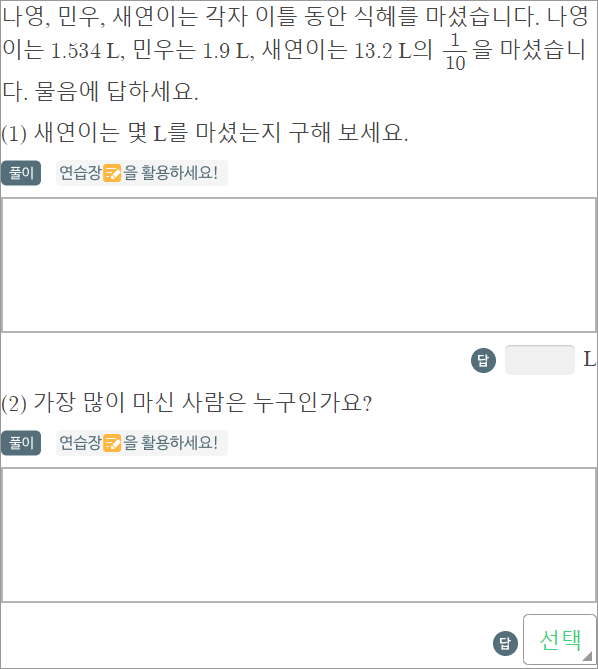 나영, 민우, 새연이는 각자 이틀 동안 식혜를 마셨습니다. 나영
이는 1.534 L, 민우는 1.9 L, 새연이는 13.2 L의 1/10 을 마셨습니
다. 물음에 답하세요.
(1) 새연이는 몇 L를 마셨는지 구해 보세요.
풀이 연습장을 활용하세요!
답 L
(2) 가장 많이 마신 사람은 누구인가요?
풀이 연습장을 활용하세요!
답 선택